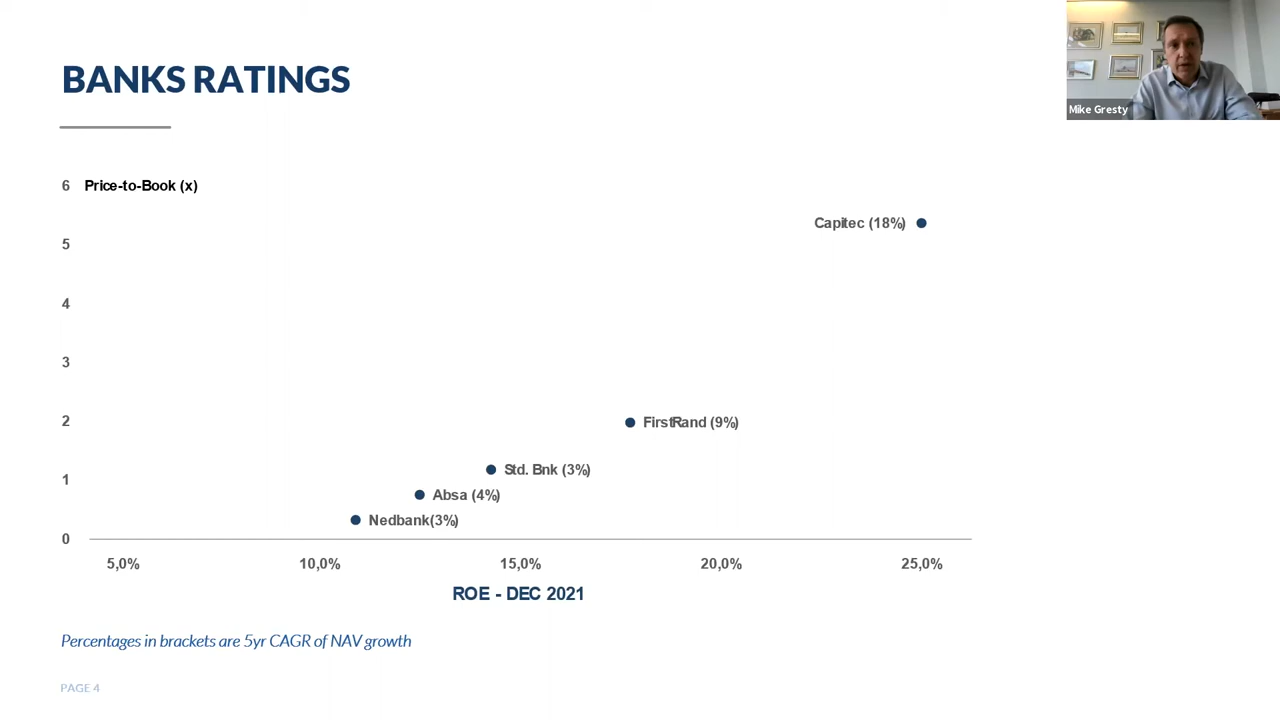 BANKS RATINGS
Mike Gresty
6 Price-to-Book (x)
Capitec (18%)
5
4
3
2
FirstRand (9%)
1
Std. Bnk (3%)
Absa (4%)
Nedbank(3%)
0
5,0% 10,0% 15,0% 20,0% 25,0%
ROE - DEC 2021
Percentages in brackets are 5yr CAGR of NAV growth
PAGE 4